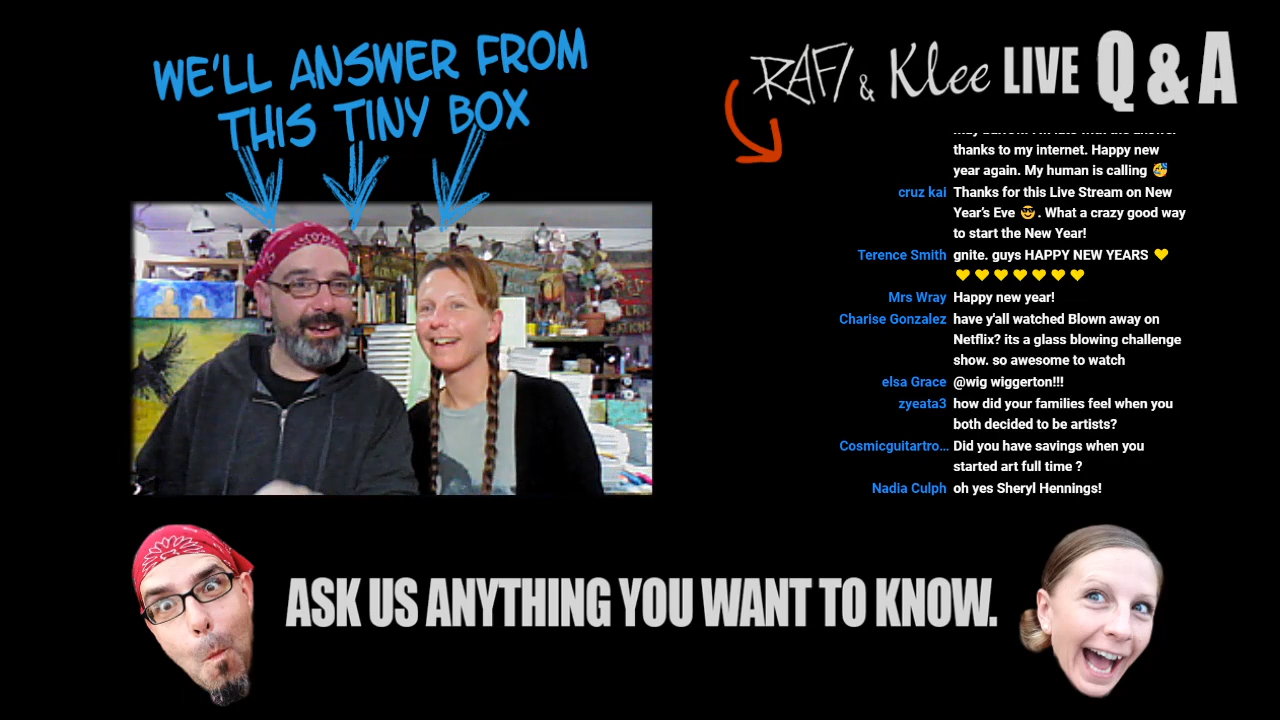 WE'LL ANSWER FROM
THIS TINY BOX
RAFI & Klee LIVE Q & A
thanks to my internet. Happy new
year again. My human is calling 🥳
cruz kai Thanks for this Live Stream on New
Year's Eve 😎. What a crazy good way
to start the New Year!
Terence Smith gnite. guys HAPPY NEW YEARS 💛
💛💛💛💛💛💛💛
Mrs Wray Happy new year!
Charise Gonzalez have y'all watched Blown away on
Netflix? its a glass blowing challenge
show. so awesome to watch
elsa Grace @wig wiggerton!!!
zyeata3 how did your families feel when you
both decided to be artists?
Cosmicguitartro... Did you have savings when you
started art full time ?
Nadia Culph oh yes Sheryl Hennings!
ASK US ANYTHING YOU WANT TO KNOW.